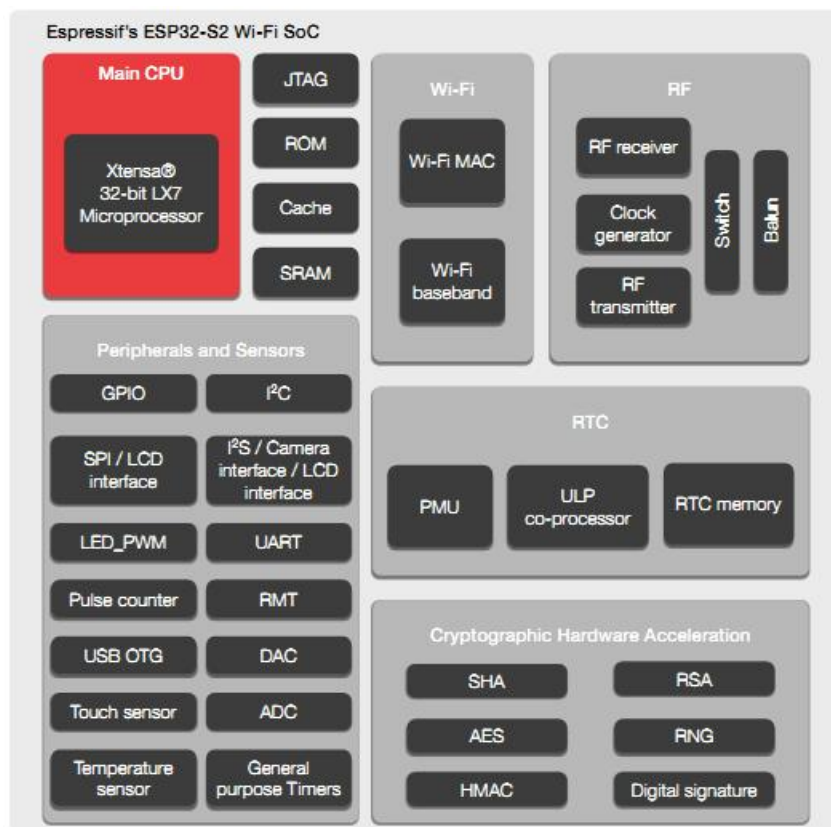 Espressif's ESP32-S2 Wi-Fi SoC
Main CPU
Xtensa®
32-bit LX7
Microprocessor
JTAG
ROM
Cache
SRAM
Wi-Fi
Wi-Fi MAC
Wi-Fi
baseband
RF
RF receiver
Clock
generator
RF
transmitter
Switch
Balun
Peripherals and Sensors
GPIO
I²C
SPI / LCD
interface
I²S / Camera
interface / LCD
interface
LED_PWM
UART
Pulse counter
RMT
USB OTG
DAC
Touch sensor
ADC
Temperature
sensor
General
purpose Timers
RTC
PMU
ULP
co-processor
RTC memory
Cryptographic Hardware Acceleration
SHA
RSA
AES
RNG
HMAC
Digital signature